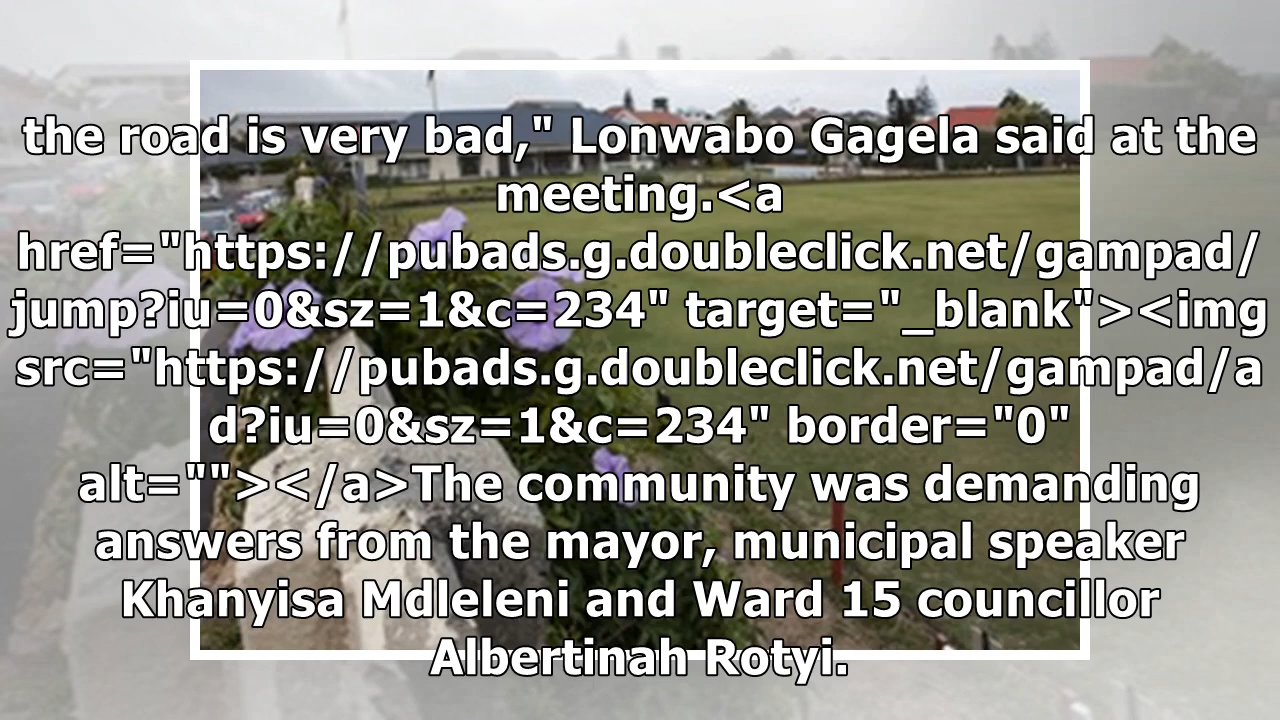 the road is very bad," Lonwabo Gagela said at the
meeting.<a
href="https://pubads.g.doubleclick.net/gampad/
jump?iu=0&sz=1&c=234" target="_blank"><img
src="https://pubads.g.doubleclick.net/gampad/a
d?iu=0&sz=1&c=234" border="0"
alt=""></a>The community was demanding
answers from the mayor, municipal speaker
Khanyisa Mdleleni and Ward 15 councillor
Albertinah Rotyi.